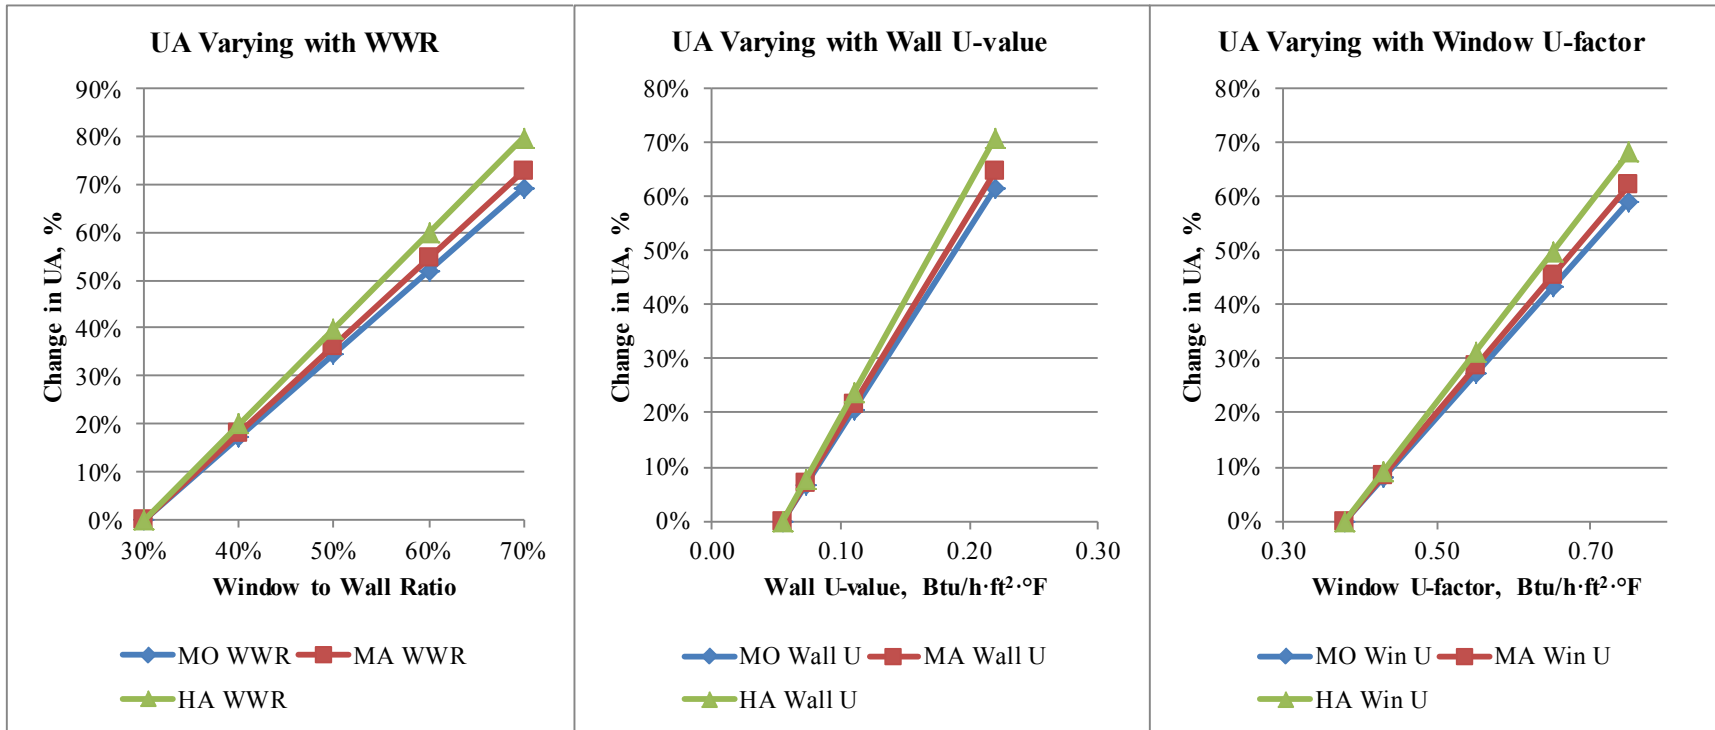 UA Varying with WWR
90%
80%
70%
60%
50%
40%
30%
20%
10%
0%
Change in UA, %
30% 40% 50% 60% 70%
Window to Wall Ratio
MO WWR MA WWR
HA WWR
UA Varying with Wall U-value
80%
70%
60%
50%
40%
30%
20%
10%
0%
Change in UA, %
0.00 0.10 0.20 0.30
Wall U-value, Btu/h·ft²·°F
MO Wall U MA Wall U
HA Wall U
UA Varying with Window U-factor
80%
70%
60%
50%
40%
30%
20%
10%
0%
Change in UA, %
0.30 0.50 0.70
Window U-factor, Btu/h·ft²·°F
MO Win U MA Win U
HA Win U